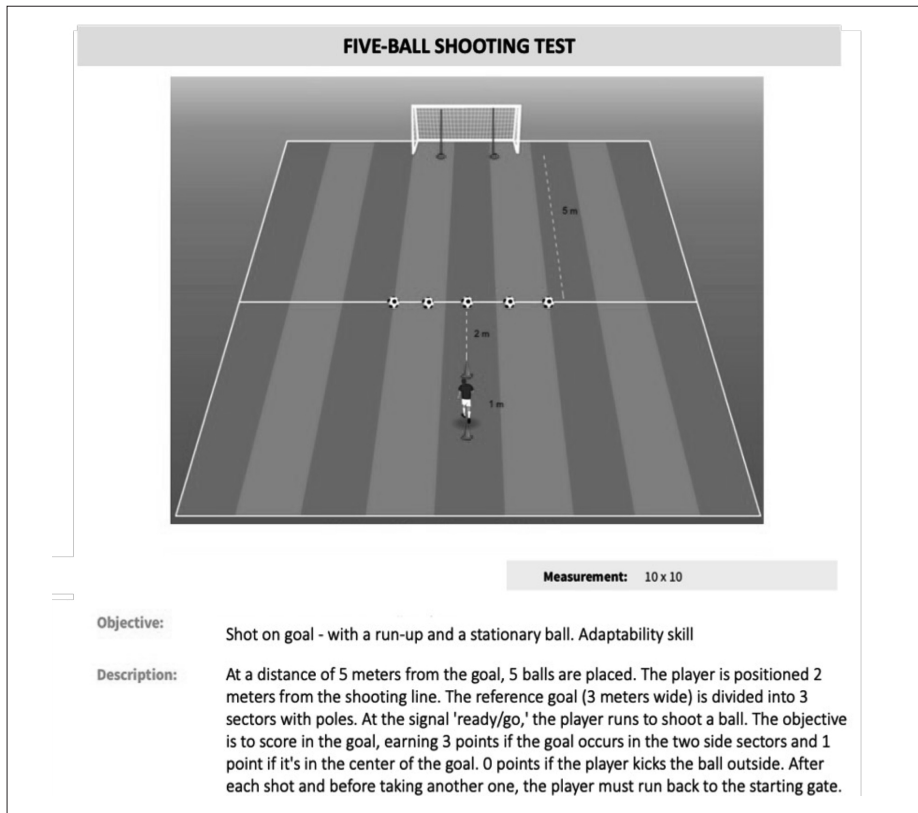 FIVE-BALL SHOOTING TEST
5 m
2 m
1 m
Measurement: 10 x 10
Objective:
Shot on goal - with a run-up and a stationary ball. Adaptability skill
Description:
At a distance of 5 meters from the goal, 5 balls are placed. The player is positioned 2
meters from the shooting line. The reference goal (3 meters wide) is divided into 3
sectors with poles. At the signal 'ready/go,' the player runs to shoot a ball. The objective
is to score in the goal, earning 3 points if the goal occurs in the two side sectors and 1
point if it's in the center of the goal. 0 points if the player kicks the ball outside. After
each shot and before taking another one, the player must run back to the starting gate.